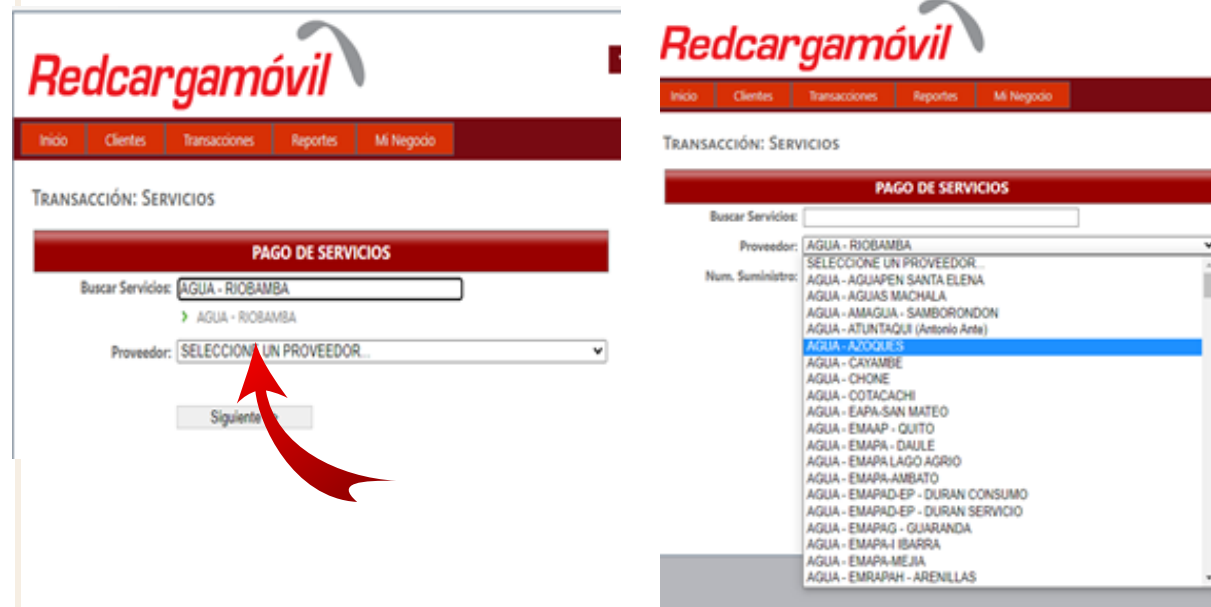 Redcargamóvil
Inicio Clientes Transacciones Reportes Mi Negocio
TRANSACCIÓN: SERVICIOS
PAGO DE SERVICIOS
Buscar Servicios: AGUA - RIOBAMBA
AGUA - RIOBAMBA
Proveedor: SELECCIONE UN PROVEEDOR...
Siguiente
Redcargamóvil
Inicio Clientes Transacciones Reportes Mi Negocio
TRANSACCIÓN: SERVICIOS
PAGO DE SERVICIOS
Buscar Servicios:
Proveedor: AGUA - RIOBAMBA
Num. Suministro:
SELECCIONE UN PROVEEDOR...
AGUA - AGUAPEN SANTA ELENA
AGUA - AGUAS MACHALA
AGUA - AMAGUA - SAMBORONDON
AGUA - ATUNTAQUI (Antonio Ante)
AGUA - AZOQUES
AGUA - CAYAMBE
AGUA - CHONE
AGUA - COTACACHI
AGUA - EAPA-SAN MATEO
AGUA - EMAAP - QUITO
AGUA - EMAPA - DAULE
AGUA - EMAPA LAGO AGRIO
AGUA - EMAPA-AMBATO
AGUA - EMAPAD-EP - DURAN CONSUMO
AGUA - EMAPAD-EP - DURAN SERVICIO
AGUA - EMAPAG - GUARANDA
AGUA - EMAPA-I IBARRA
AGUA - EMAPA-MEJIA
AGUA - EMRAPAH - ARENILLAS